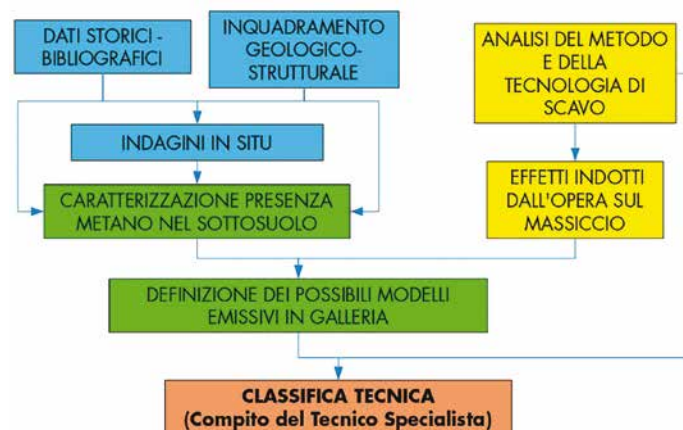 DATI STORICI -
BIBLIOGRAFICI
INQUADRAMENTO
GEOLOGICO-
STRUTTURALE
ANALISI DEL METODO
E DELLA
TECNOLOGIA DI
SCAVO
INDAGINI IN SITU
CARATTERIZZAZIONE PRESENZA
METANO NEL SOTTOSUOLO
EFFETTI INDOTTI
DALL'OPERA SUL
MASSICCIO
DEFINIZIONE DEI POSSIBILI MODELLI
EMISSIVI IN GALLERIA
CLASSIFICA TECNICA
(Compito del Tecnico Specialista)